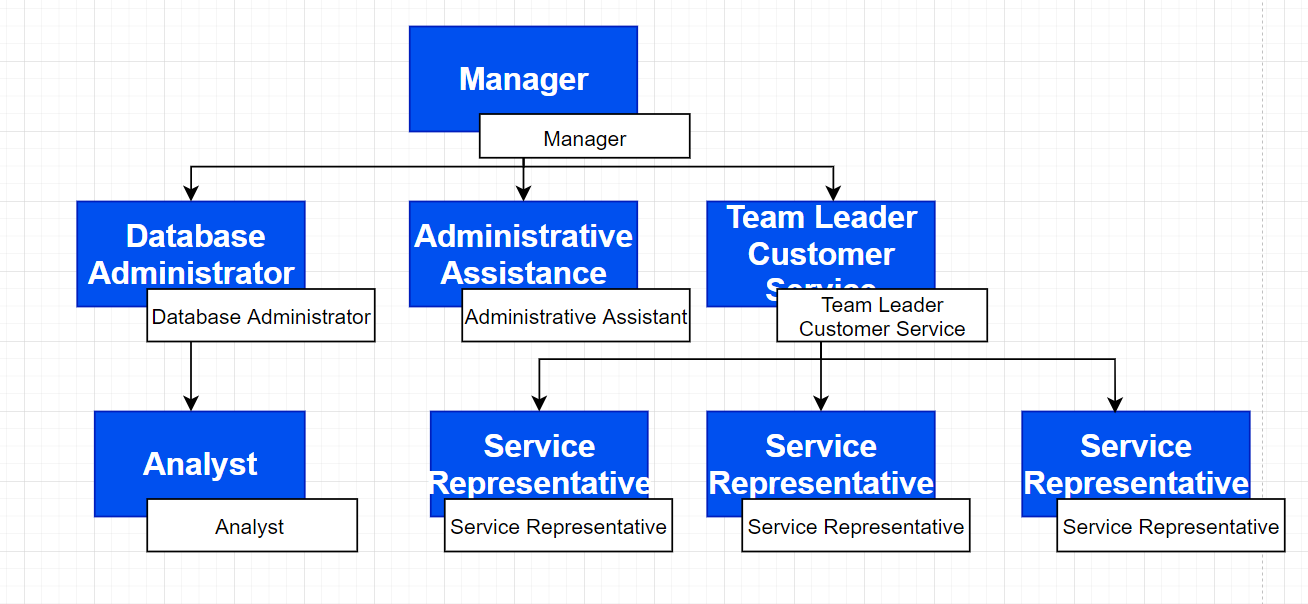 Manager
Manager
Database
Administrator
Database Administrator
Administrative
Assistance
Administrative Assistant
Team Leader
Customer
Service
Team Leader
Customer Service
Analyst
Analyst
Service
Representative
Service Representative
Service
Representative
Service Representative
Service
Representative
Service Representative